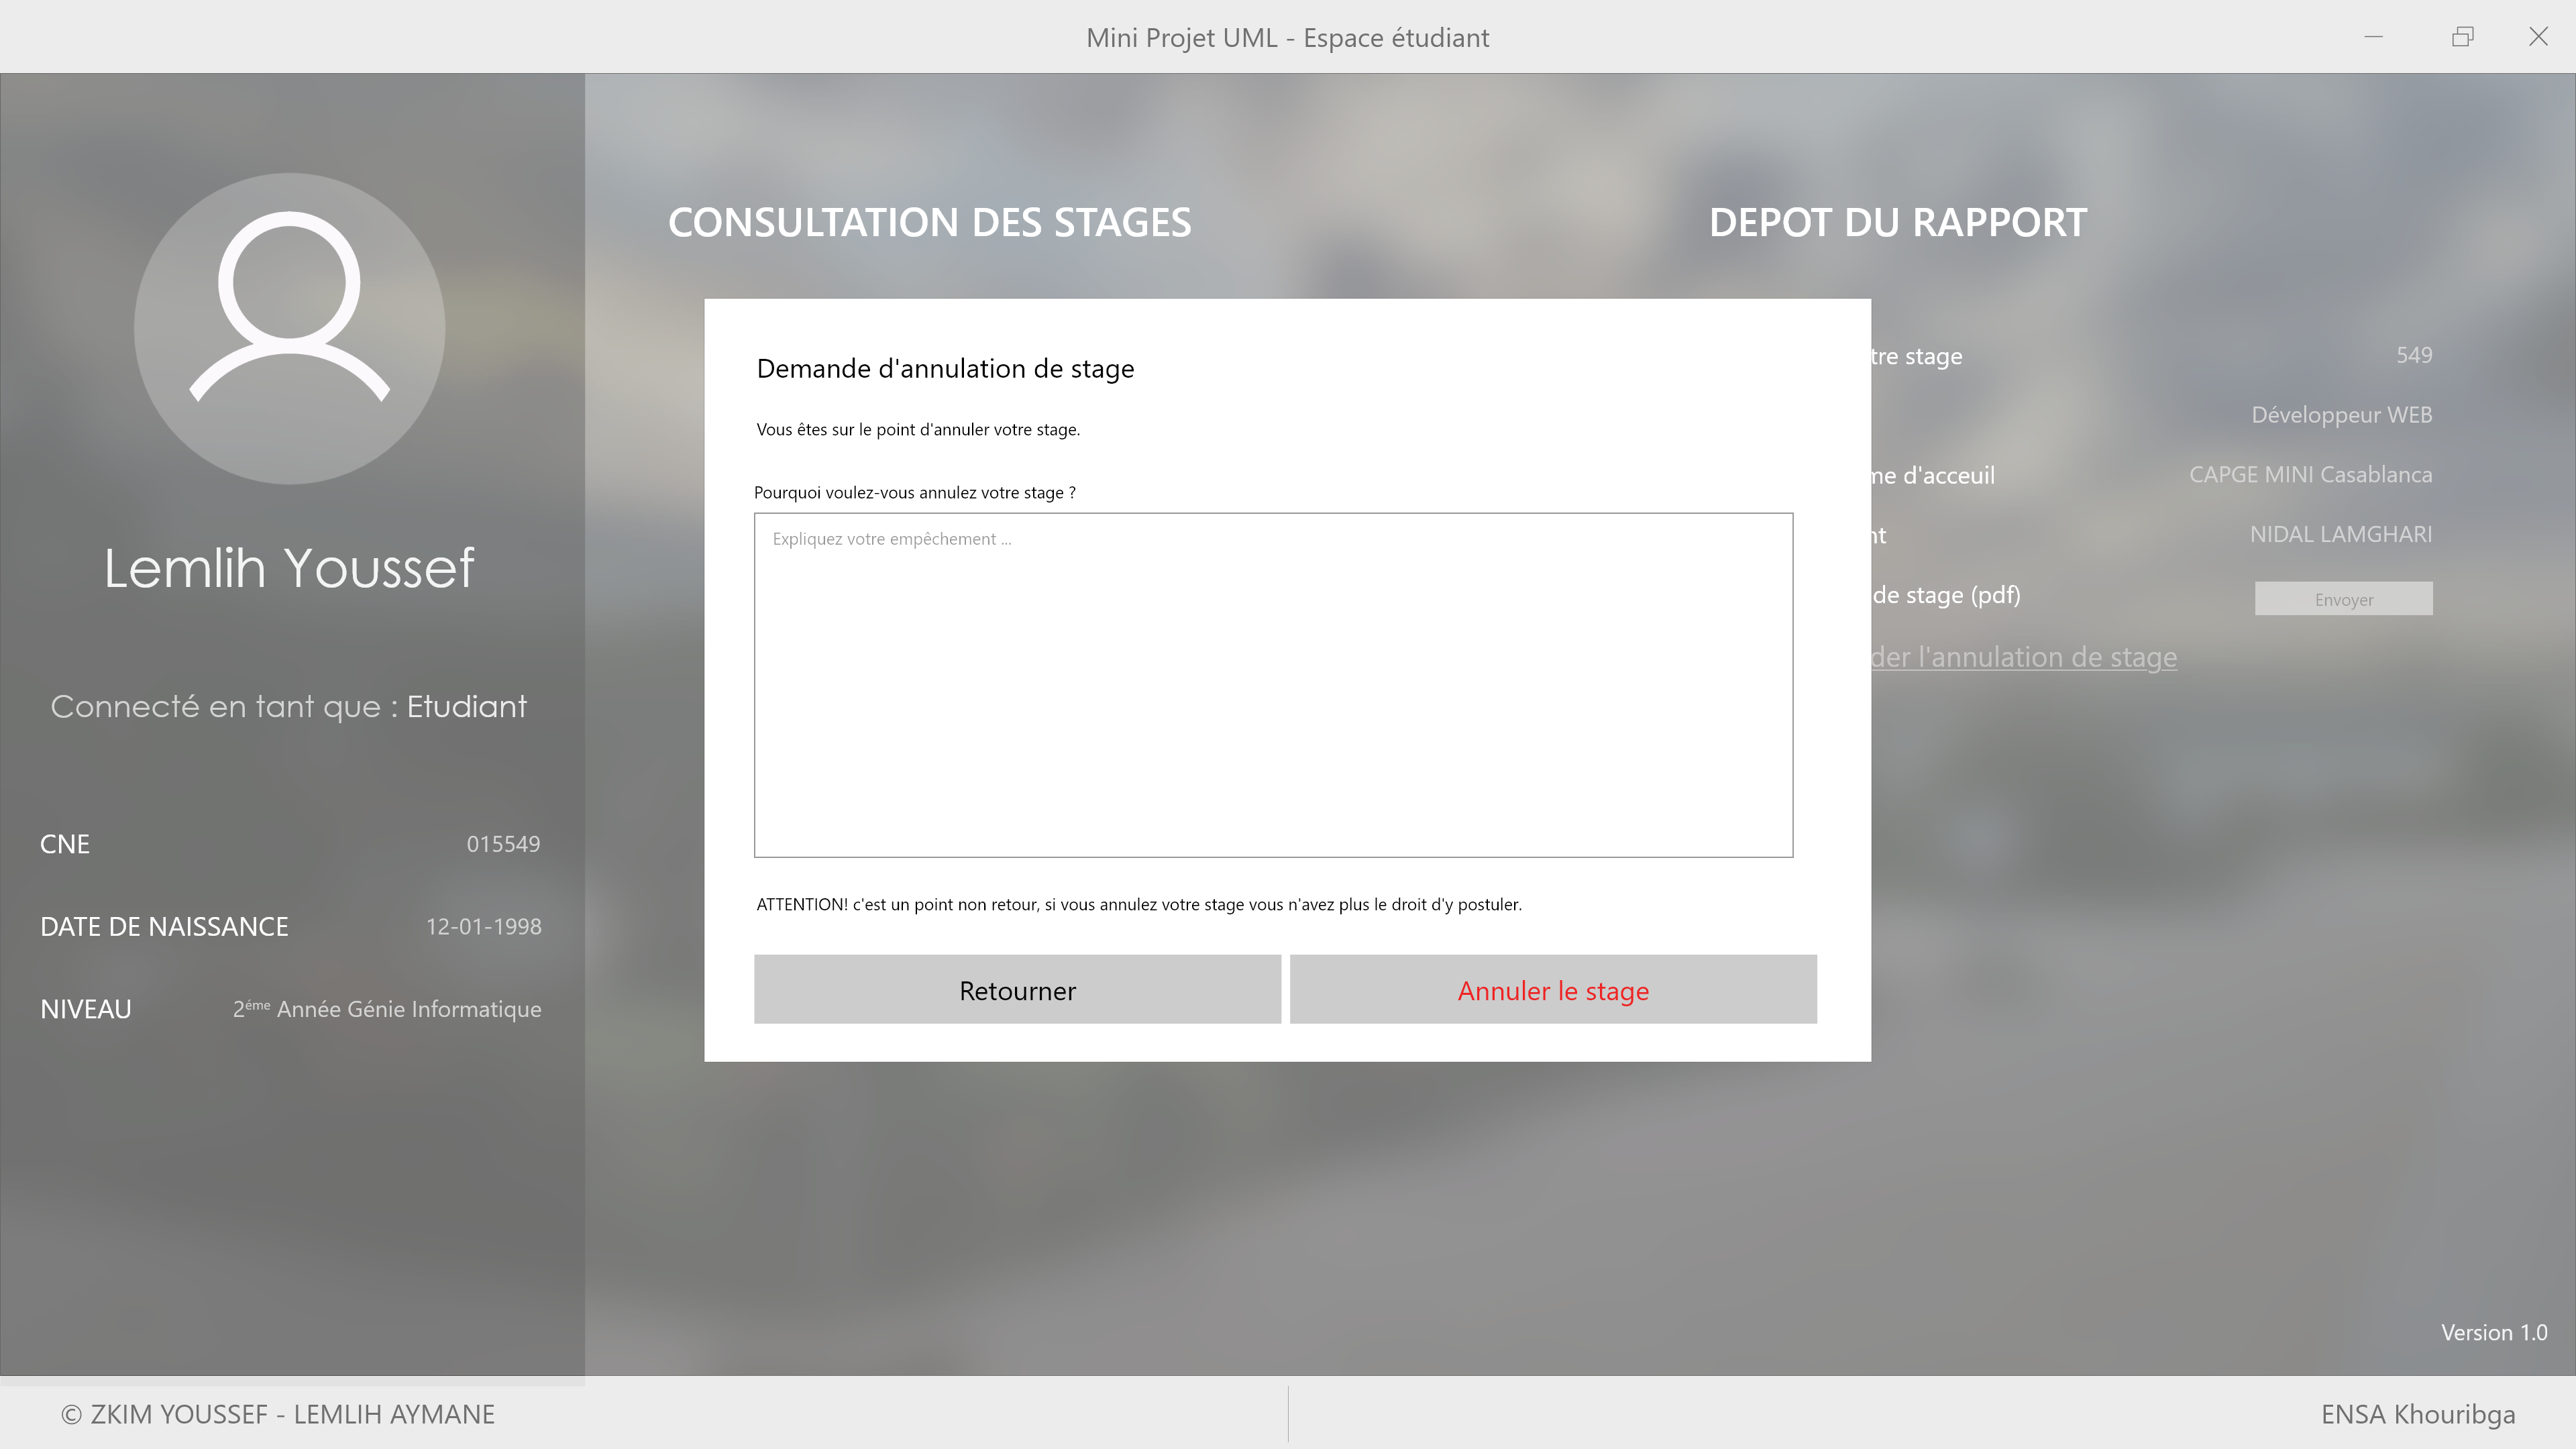 Mini Projet UML - Espace étudiant
Lemlih Youssef
Connecté en tant que : Etudiant
CNE 015549
DATE DE NAISSANCE 12-01-1998
NIVEAU 2éme Année Génie Informatique
CONSULTATION DES STAGES
DEPOT DU RAPPORT
Demande d'annulation de stage
Vous êtes sur le point d'annuler votre stage.
Pourquoi voulez-vous annulez votre stage ?
Expliquez votre empêchement ...
ATTENTION! c'est un point non retour, si vous annulez votre stage vous n'avez plus le droit d'y postuler.
Retourner
Annuler le stage
tre stage 549
Développeur WEB
me d'acceuil CAPGE MINI Casablanca
nt NIDAL LAMGHARI
de stage (pdf) Envoyer
der l'annulation de stage
Version 1.0
© ZKIM YOUSSEF - LEMLIH AYMANE
ENSA Khouribga